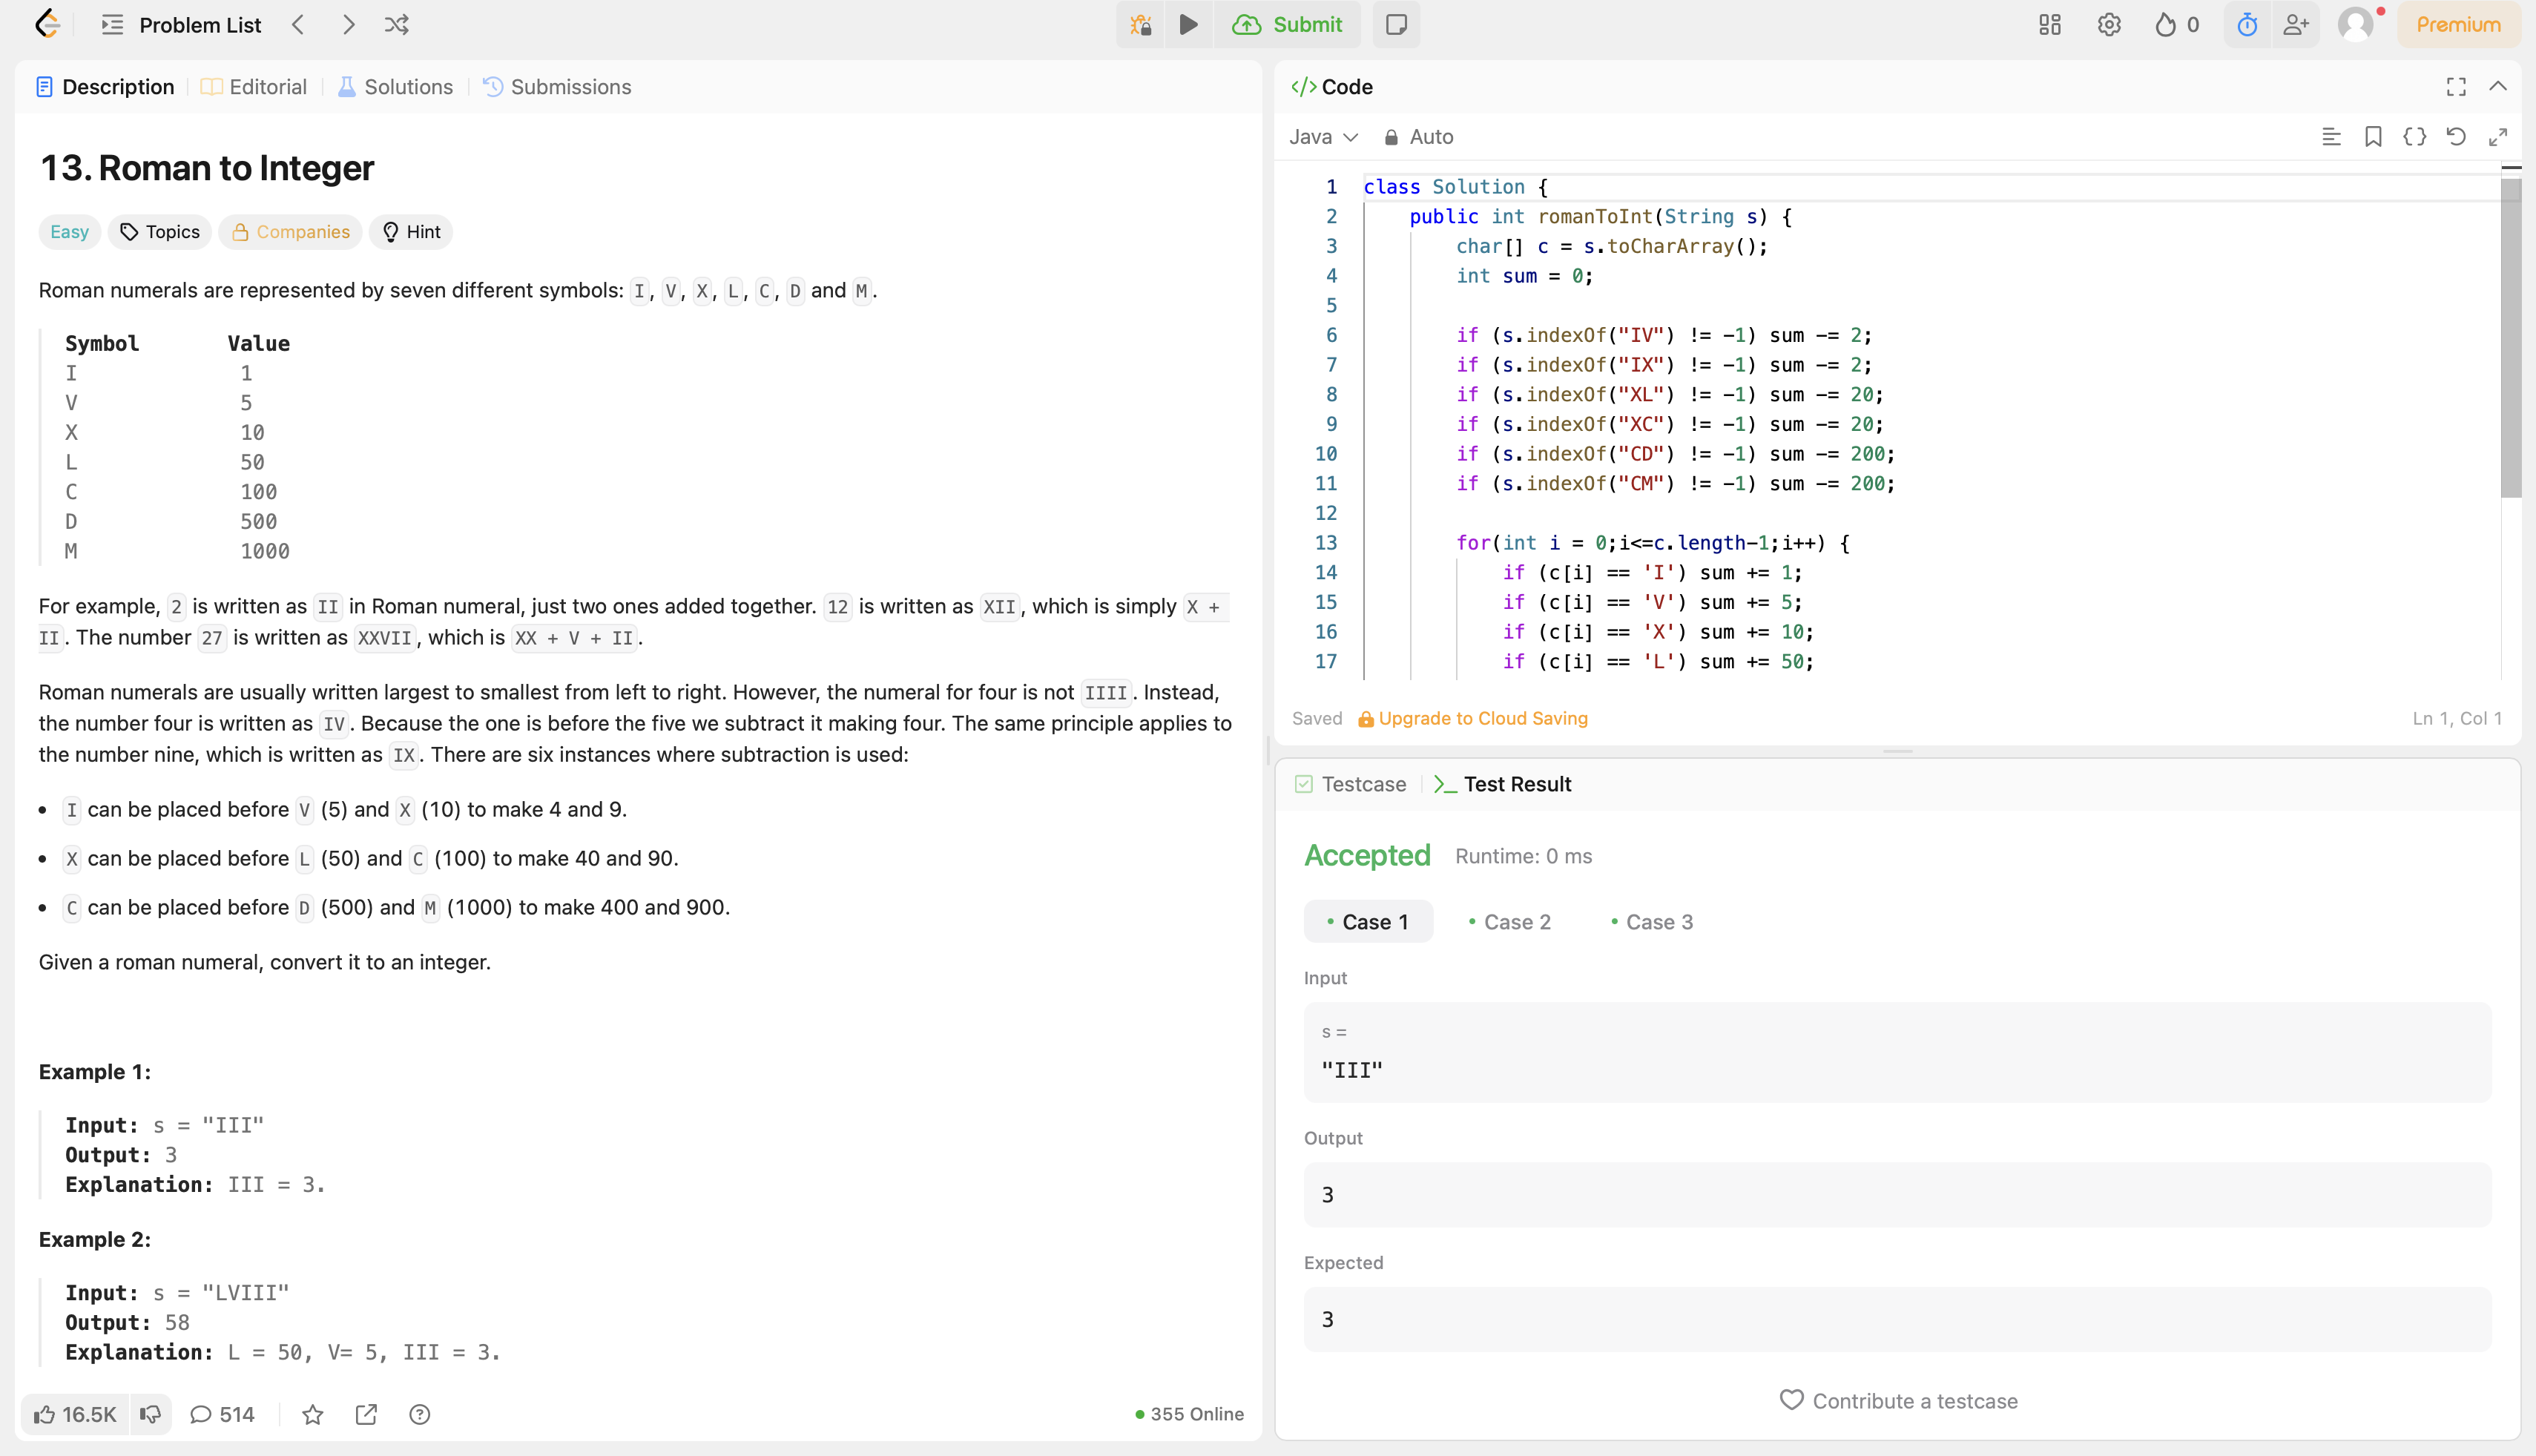 Problem List
Submit
0
Premium
Description
Editorial
Solutions
Submissions
13. Roman to Integer
Easy
Topics
Companies
Hint
Roman numerals are represented by seven different symbols: I, V, X, L, C, D and M.
Symbol Value
I 1
V 5
X 10
L 50
C 100
D 500
M 1000
For example, 2 is written as II in Roman numeral, just two ones added together. 12 is written as XII, which is simply X +
II. The number 27 is written as XXVII, which is XX + V + II.
Roman numerals are usually written largest to smallest from left to right. However, the numeral for four is not IIII. Instead,
the number four is written as IV. Because the one is before the five we subtract it making four. The same principle applies to
the number nine, which is written as IX. There are six instances where subtraction is used:
• I can be placed before V (5) and X (10) to make 4 and 9.
• X can be placed before L (50) and C (100) to make 40 and 90.
• C can be placed before D (500) and M (1000) to make 400 and 900.
Given a roman numeral, convert it to an integer.
Example 1:
Input: s = "III"
Output: 3
Explanation: III = 3.
Example 2:
Input: s = "LVIII"
Output: 58
Explanation: L = 50, V= 5, III = 3.
16.5K
514
355 Online
</> Code
Java
Auto
1 class Solution {
2 public int romanToInt(String s) {
3 char[] c = s.toCharArray();
4 int sum = 0;
5
6 if (s.indexOf("IV") != -1) sum -= 2;
7 if (s.indexOf("IX") != -1) sum -= 2;
8 if (s.indexOf("XL") != -1) sum -= 20;
9 if (s.indexOf("XC") != -1) sum -= 20;
10 if (s.indexOf("CD") != -1) sum -= 200;
11 if (s.indexOf("CM") != -1) sum -= 200;
12
13 for(int i = 0;i<=c.length-1;i++) {
14 if (c[i] == 'I') sum += 1;
15 if (c[i] == 'V') sum += 5;
16 if (c[i] == 'X') sum += 10;
17 if (c[i] == 'L') sum += 50;
Saved
Upgrade to Cloud Saving
Ln 1, Col 1
Testcase
>_ Test Result
Accepted
Runtime: 0 ms
• Case 1
• Case 2
• Case 3
Input
s =
"III"
Output
3
Expected
3
Contribute a testcase